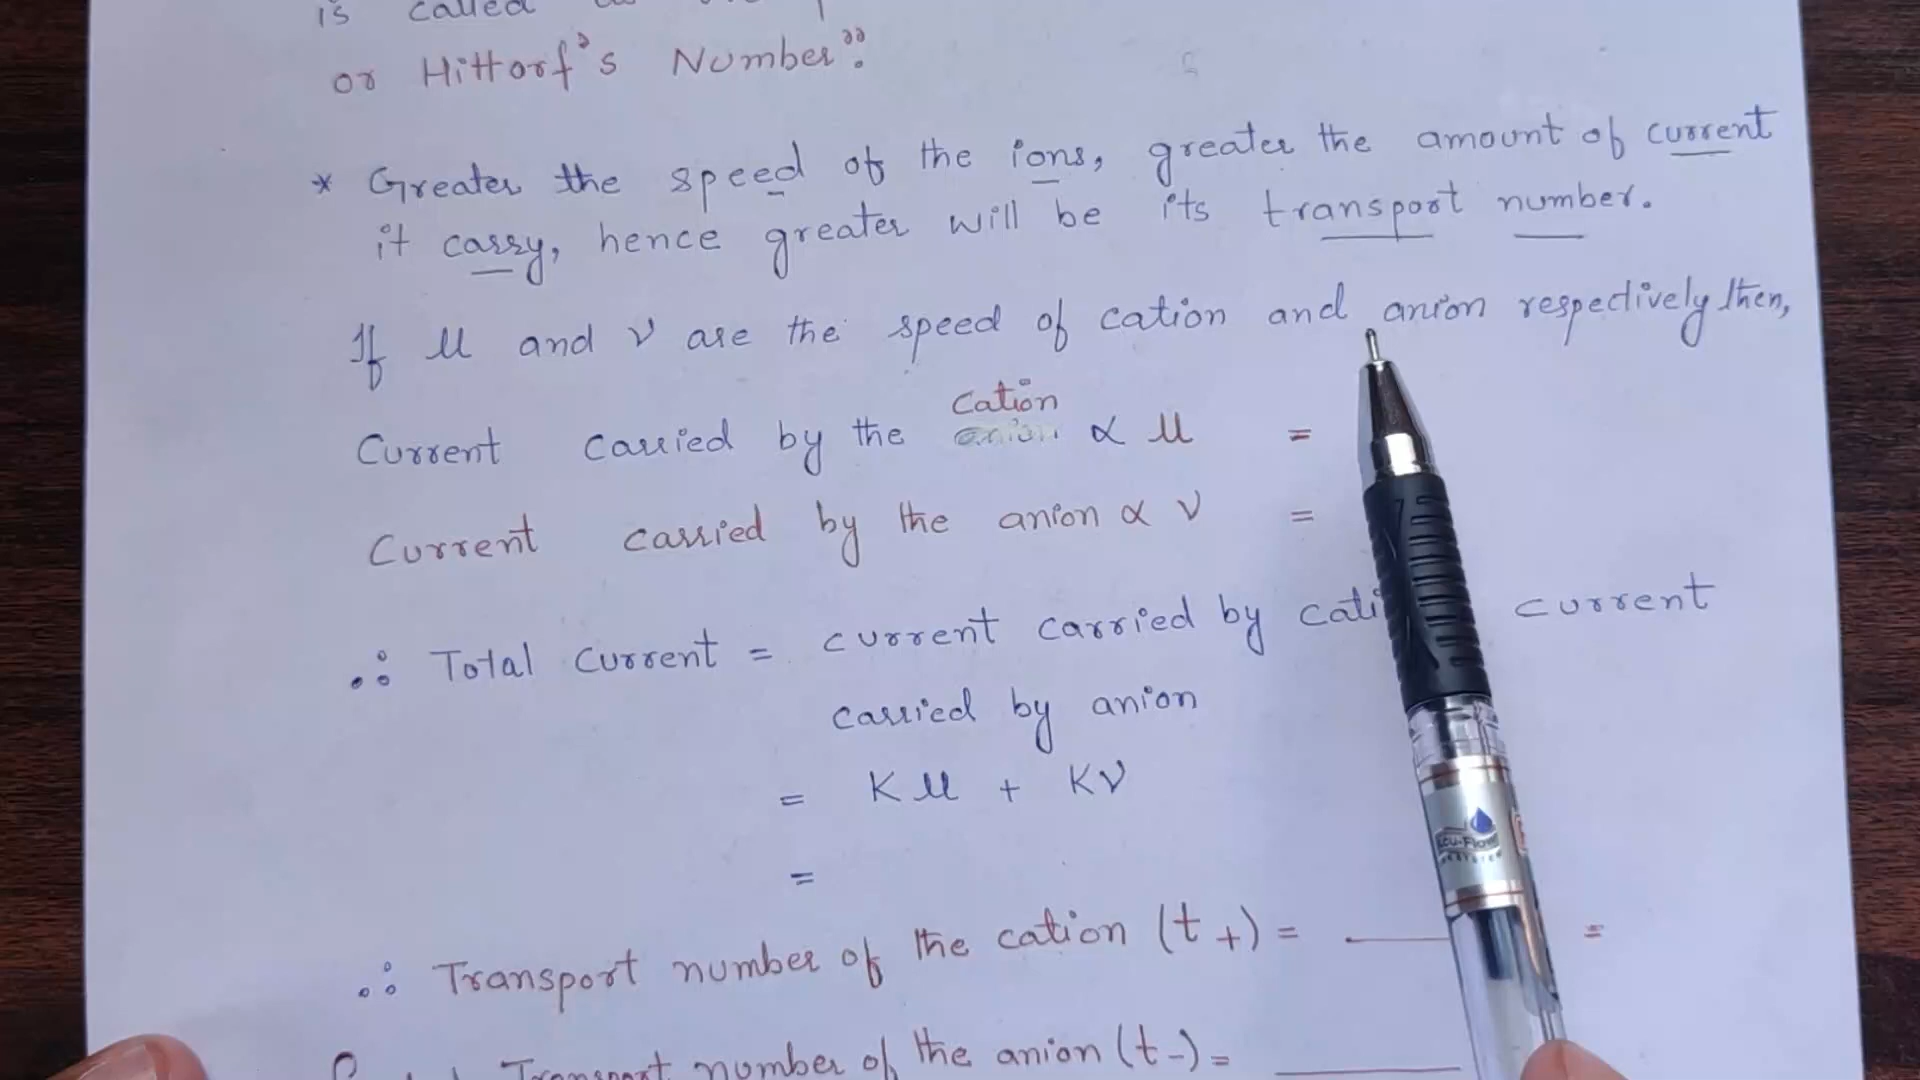 is called
or Hittorf's Number".
* Greater the speed of the ions, greater the amount of current
it carry, hence greater will be its transport number.
If u and v are the speed of cation and anion respectively then,
Cation
Current carried by the anion ∝ u =
Current carried by the anion ∝ v =
∴ Total current = current carried by cati current
carried by anion
= Ku + Kv
=
∴ Transport number of the cation (t+) = =
Transport number of the anion (t-) =